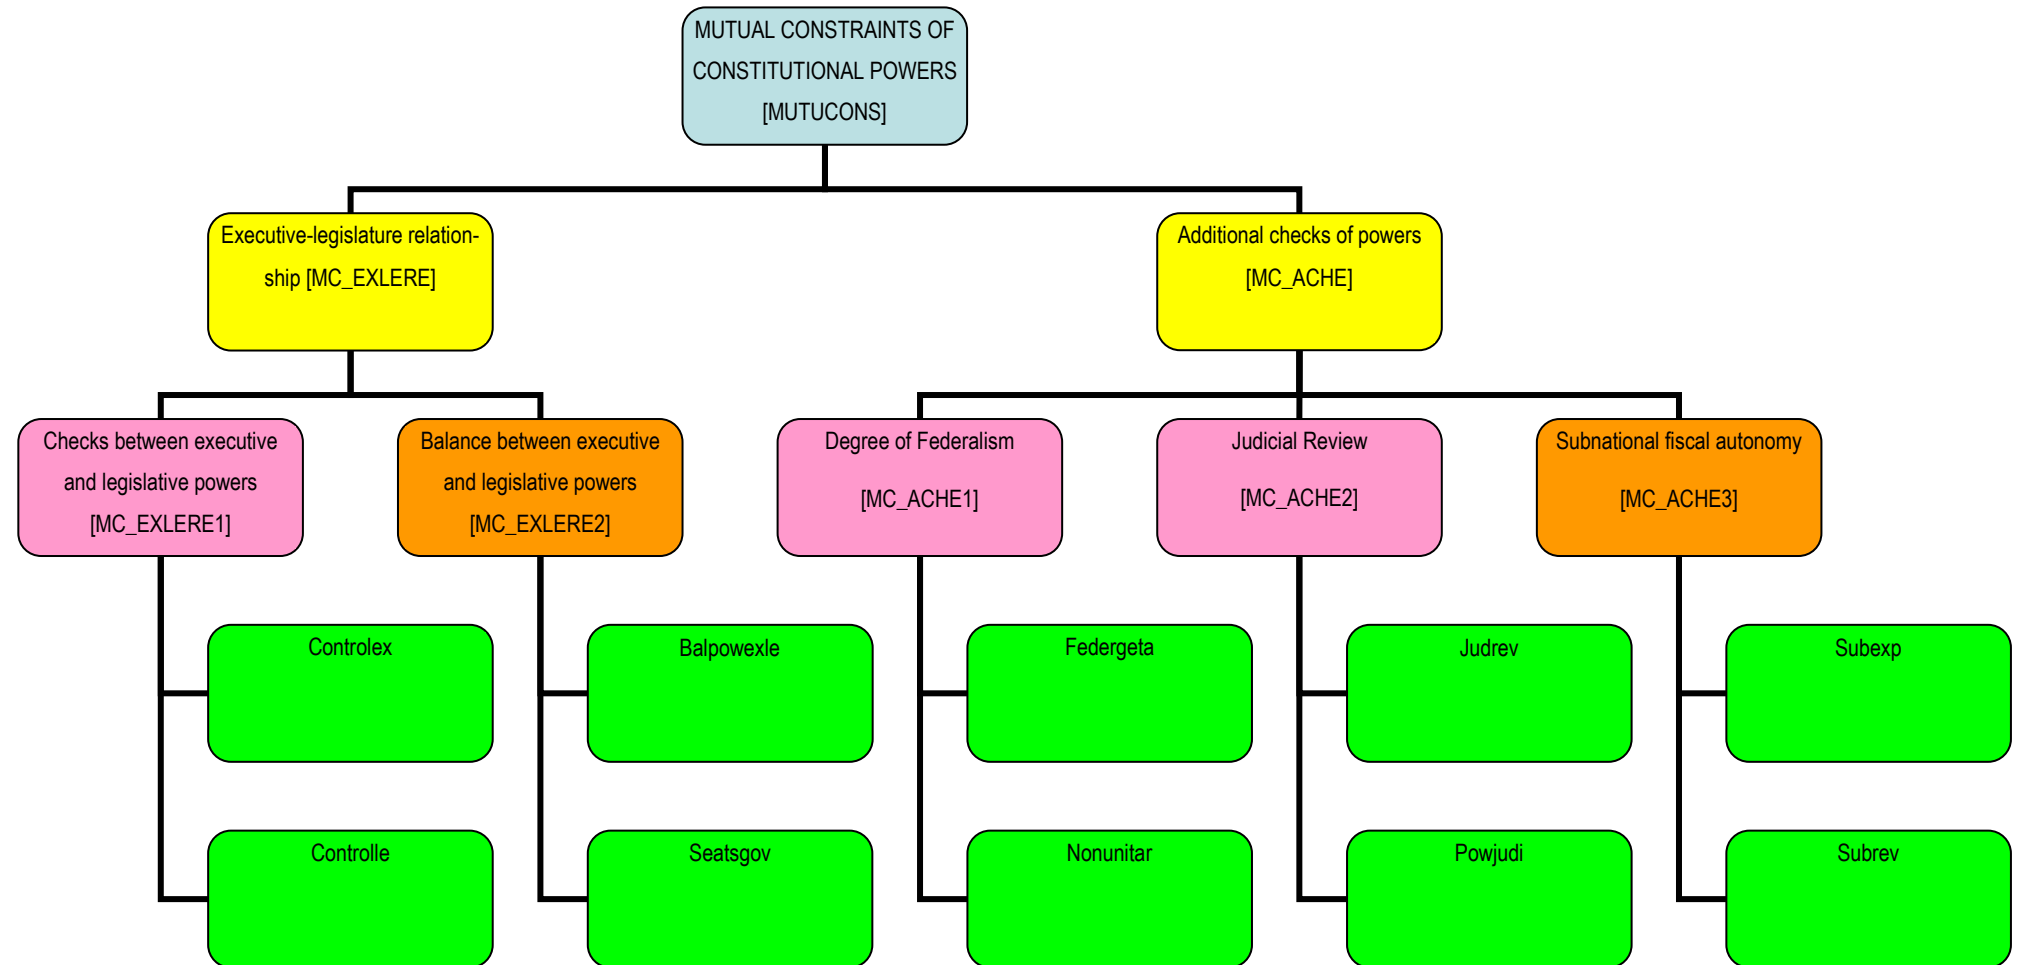 MUTUAL CONSTRAINTS OF
CONSTITUTIONAL POWERS
[MUTUCONS]
Executive-legislature relation-
ship [MC_EXLERE]
Additional checks of powers
[MC_ACHE]
Checks between executive
and legislative powers
[MC_EXLERE1]
Balance between executive
and legislative powers
[MC_EXLERE2]
Degree of Federalism
[MC_ACHE1]
Judicial Review
[MC_ACHE2]
Subnational fiscal autonomy
[MC_ACHE3]
Controlex
Balpowexle
Federgeta
Judrev
Subexp
Controlle
Seatsgov
Nonunitar
Powjudi
Subrev